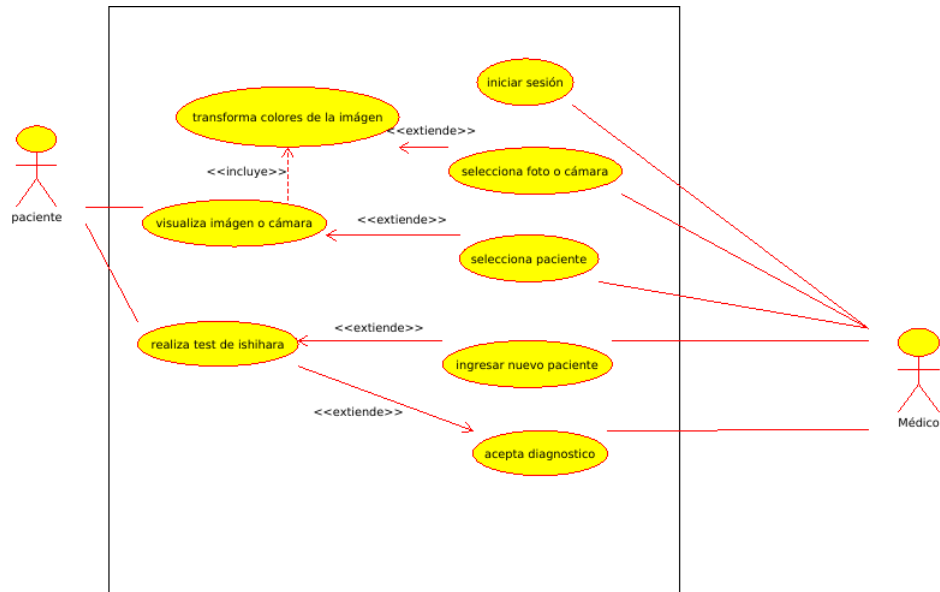 iniciar sesión
transforma colores de la imágen
<<extiende>>
selecciona foto o cámara
<<incluye>>
paciente
visualiza imágen o cámara
<<extiende>>
selecciona paciente
<<extiende>>
realiza test de ishihara
ingresar nuevo paciente
<<extiende>>
Médico
acepta diagnostico